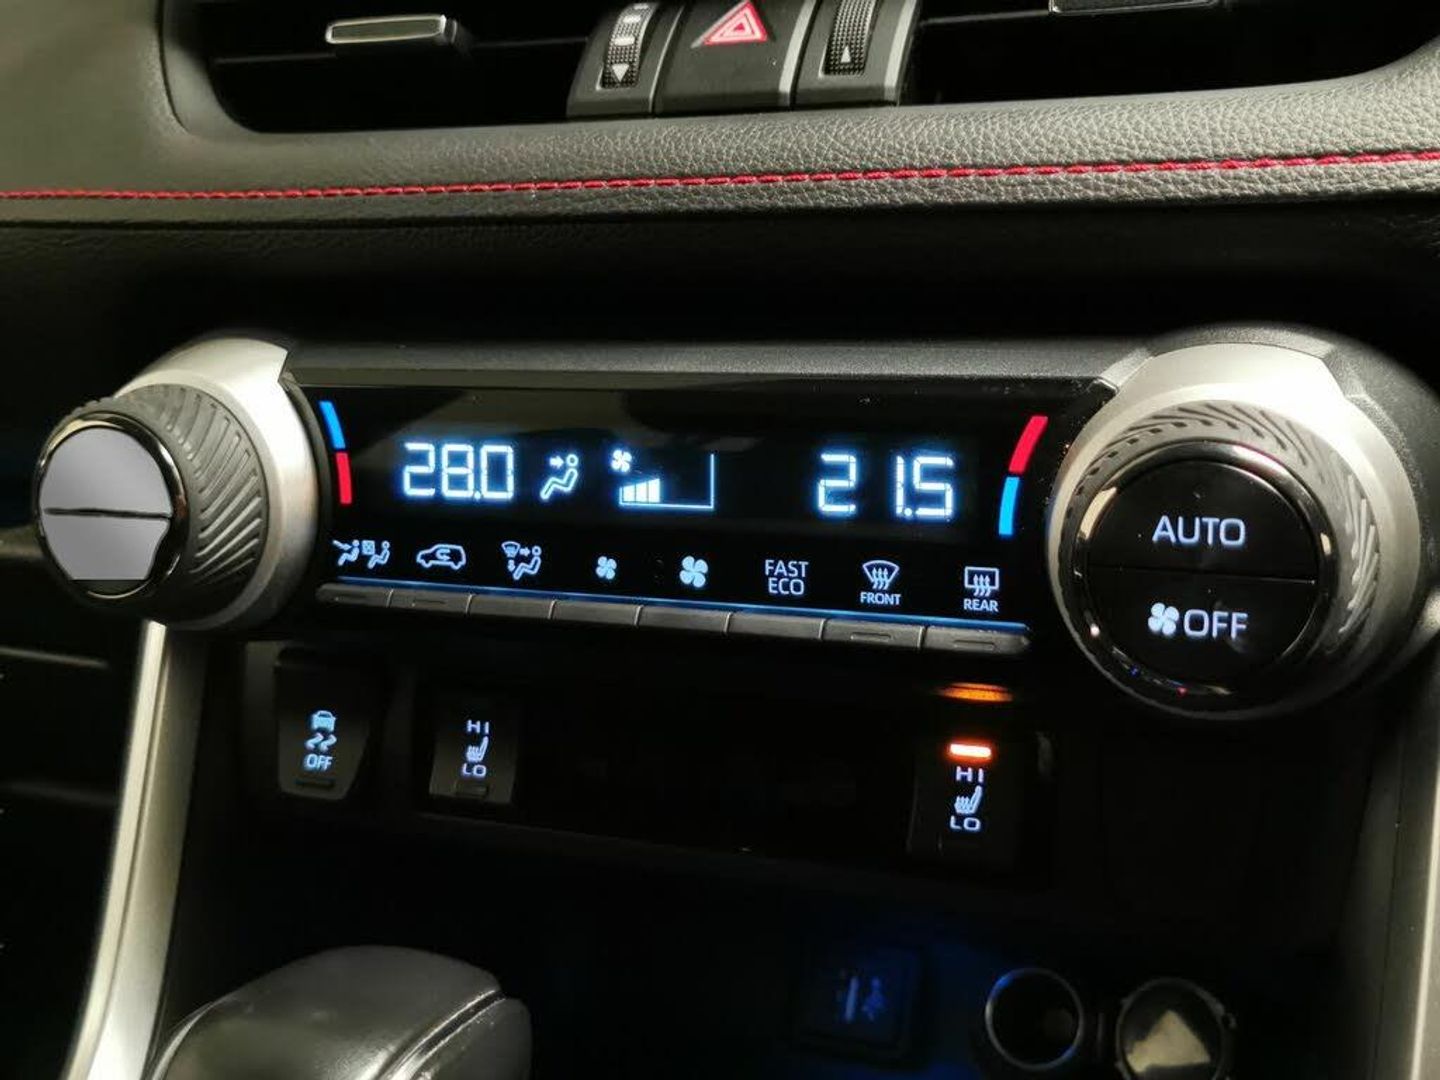 28.0
21.5
FAST
ECO
FRONT
REAR
AUTO
OFF
OFF
HI
LO
HI
LO